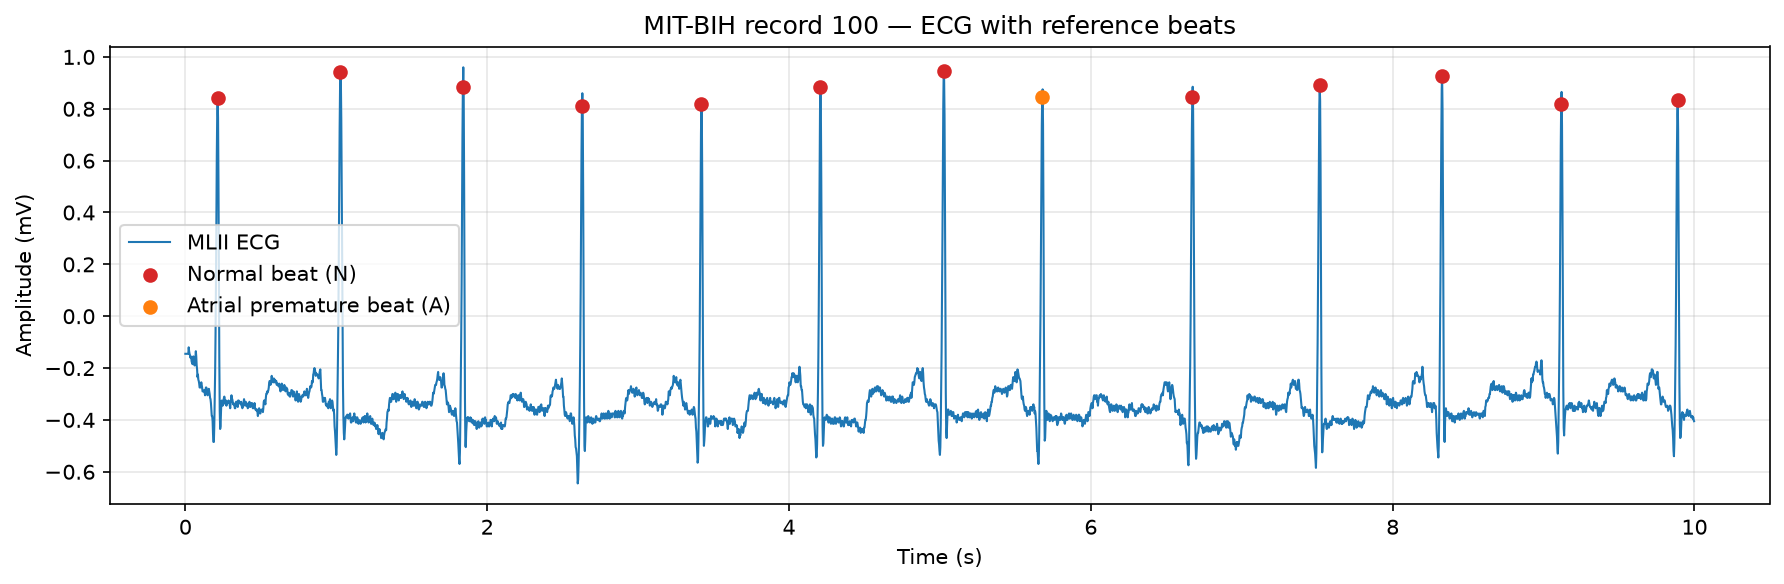 MIT-BIH record 100 — ECG with reference beats
1.0
0.8
0.6
0.4
0.2
0.0
−0.2
−0.4
−0.6
Amplitude (mV)
MLII ECG
Normal beat (N)
Atrial premature beat (A)
0 2 4 6 8 10
Time (s)